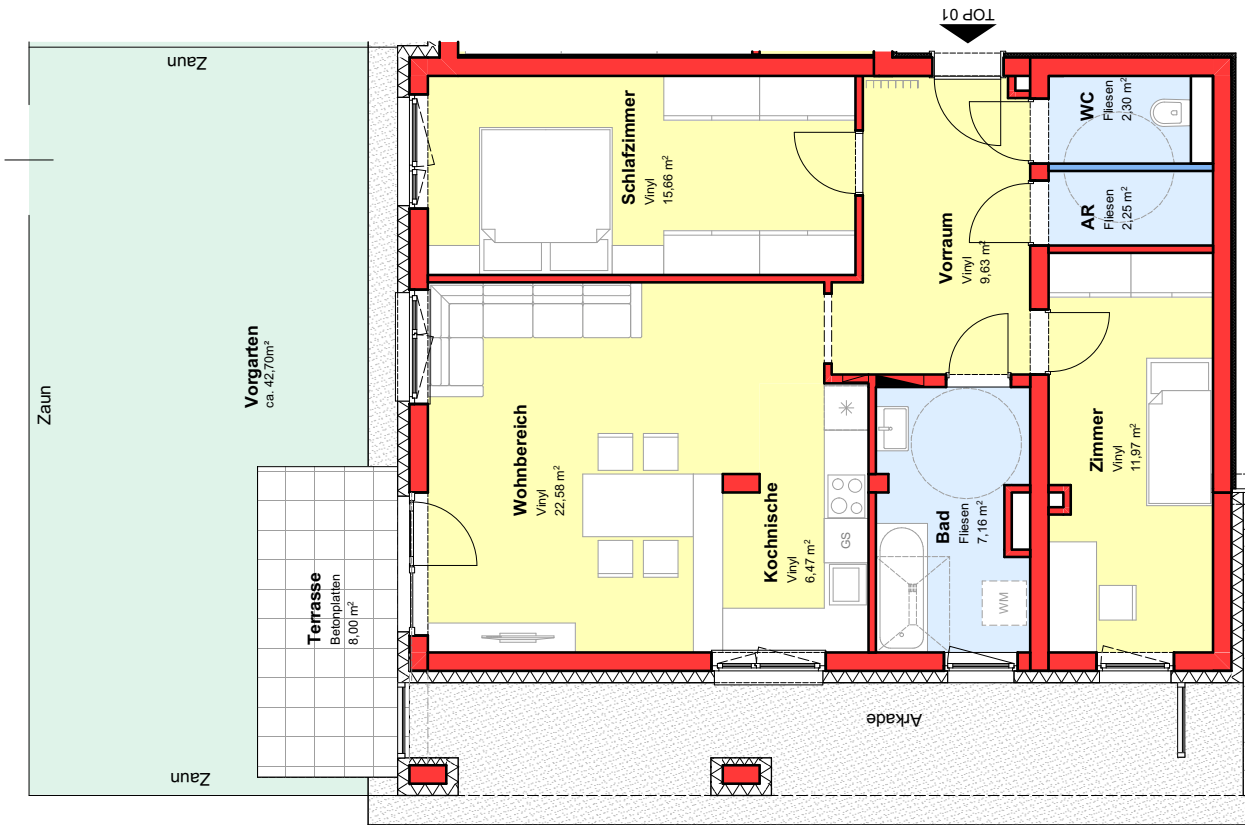 TOP 01
Zaun
Zaun
Zaun
Vorgarten
ca. 42,70m²
Terrasse
Betonplatten
8,00 m²
Schlafzimmer
Vinyl
15,66 m²
Wohnbereich
Vinyl
22,58 m²
Kochnische
Vinyl
6,47 m²
GS
Vorraum
Vinyl
9,63 m²
WC
Fliesen
2,30 m²
AR
Fliesen
2,25 m²
Bad
Fliesen
7,16 m²
WM
Zimmer
Vinyl
11,97 m²
Arkade